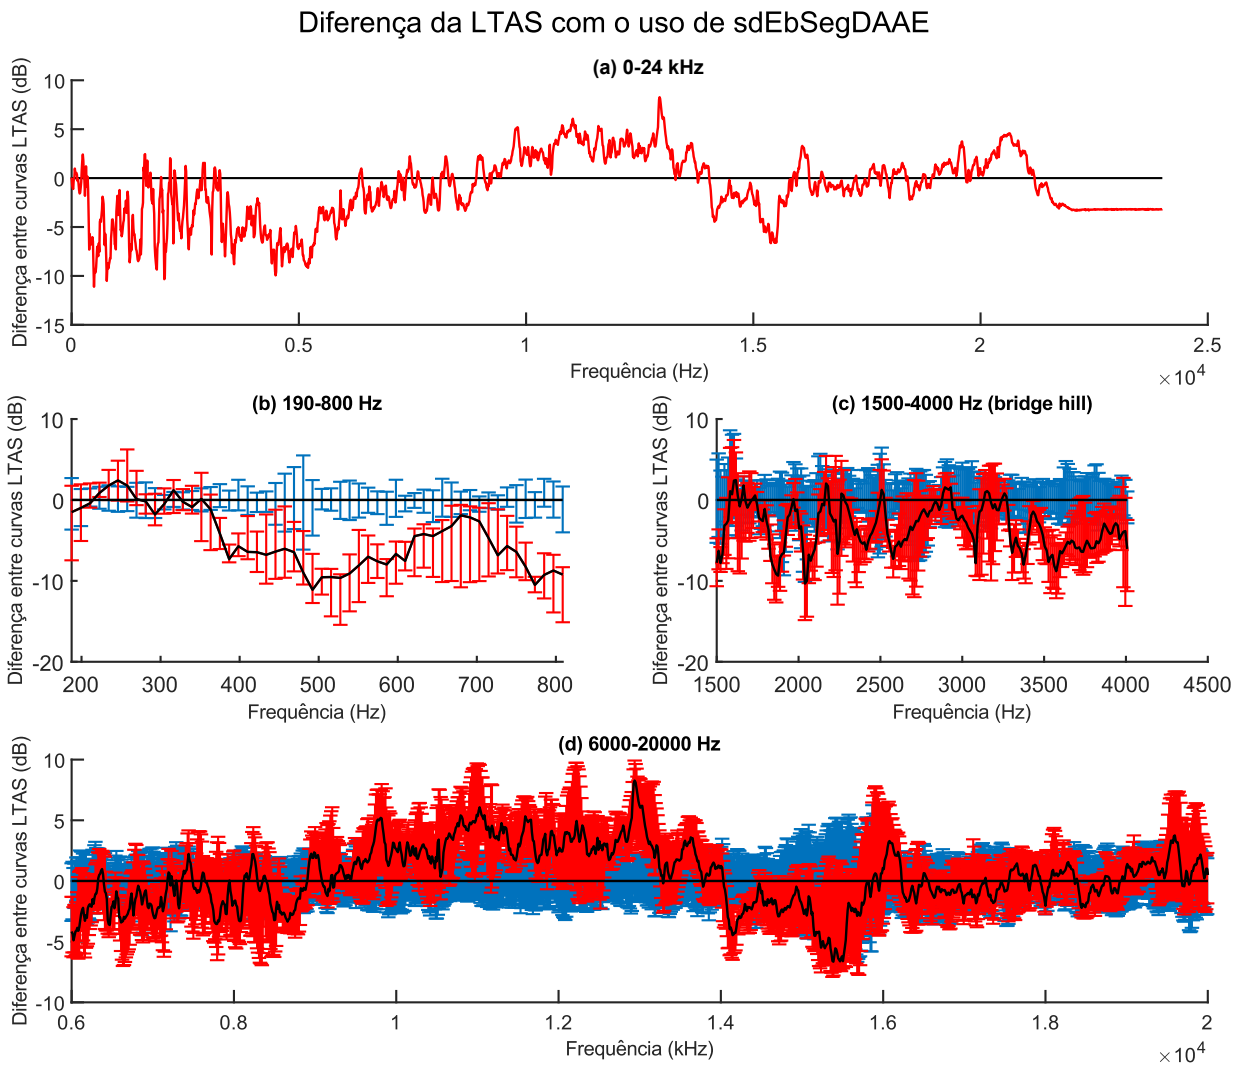 Diferença da LTAS com o uso de sdEbSegDAAE
(a) 0-24 kHz
Diferença entre curvas LTAS (dB)
10
5
0
-5
-10
-15
0 0.5 1 1.5 2 2.5
Frequência (Hz)
×10^4
(b) 190-800 Hz
Diferença entre curvas LTAS (dB)
10
0
-10
-20
200 300 400 500 600 700 800
Frequência (Hz)
(c) 1500-4000 Hz (bridge hill)
Diferença entre curvas LTAS (dB)
10
0
-10
-20
1500 2000 2500 3000 3500 4000 4500
Frequência (Hz)
(d) 6000-20000 Hz
Diferença entre curvas LTAS (dB)
10
5
0
-5
-10
0.6 0.8 1 1.2 1.4 1.6 1.8 2
Frequência (kHz)
×10^4